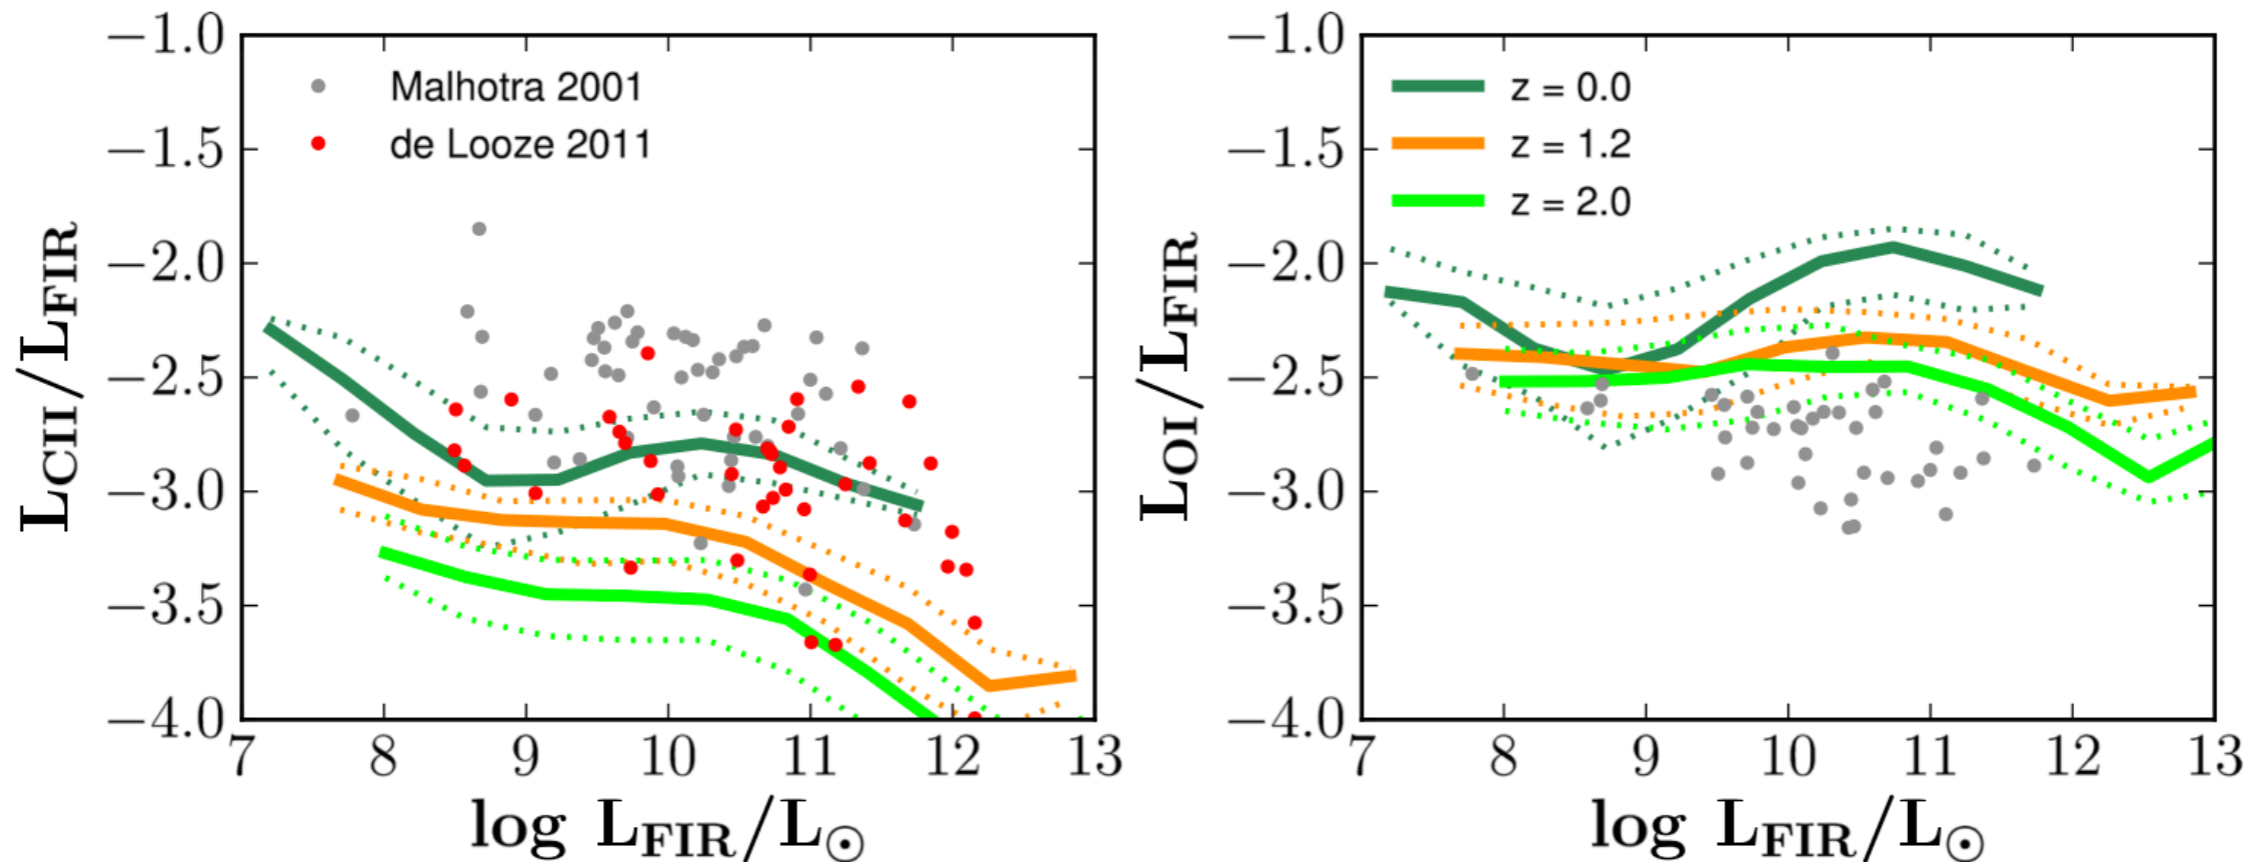 −1.0
−1.5
−2.0
−2.5
−3.0
−3.5
−4.0
7 8 9 10 11 12 13
LCII/LFIR
log LFIR/L⊙
Malhotra 2001
de Looze 2011
−1.0
−1.5
−2.0
−2.5
−3.0
−3.5
−4.0
7 8 9 10 11 12 13
LOI/LFIR
log LFIR/L⊙
z = 0.0
z = 1.2
z = 2.0